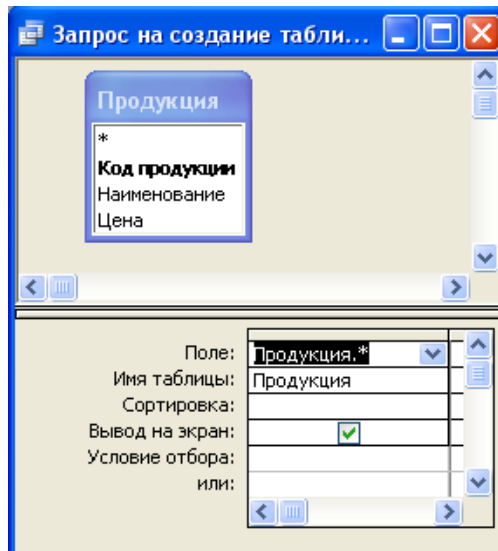 Запрос на создание табли...
Продукция
*
Код продукции
Наименование
Цена
Поле: Продукция.*
Имя таблицы: Продукция
Сортировка:
Вывод на экран:
Условие отбора:
или: